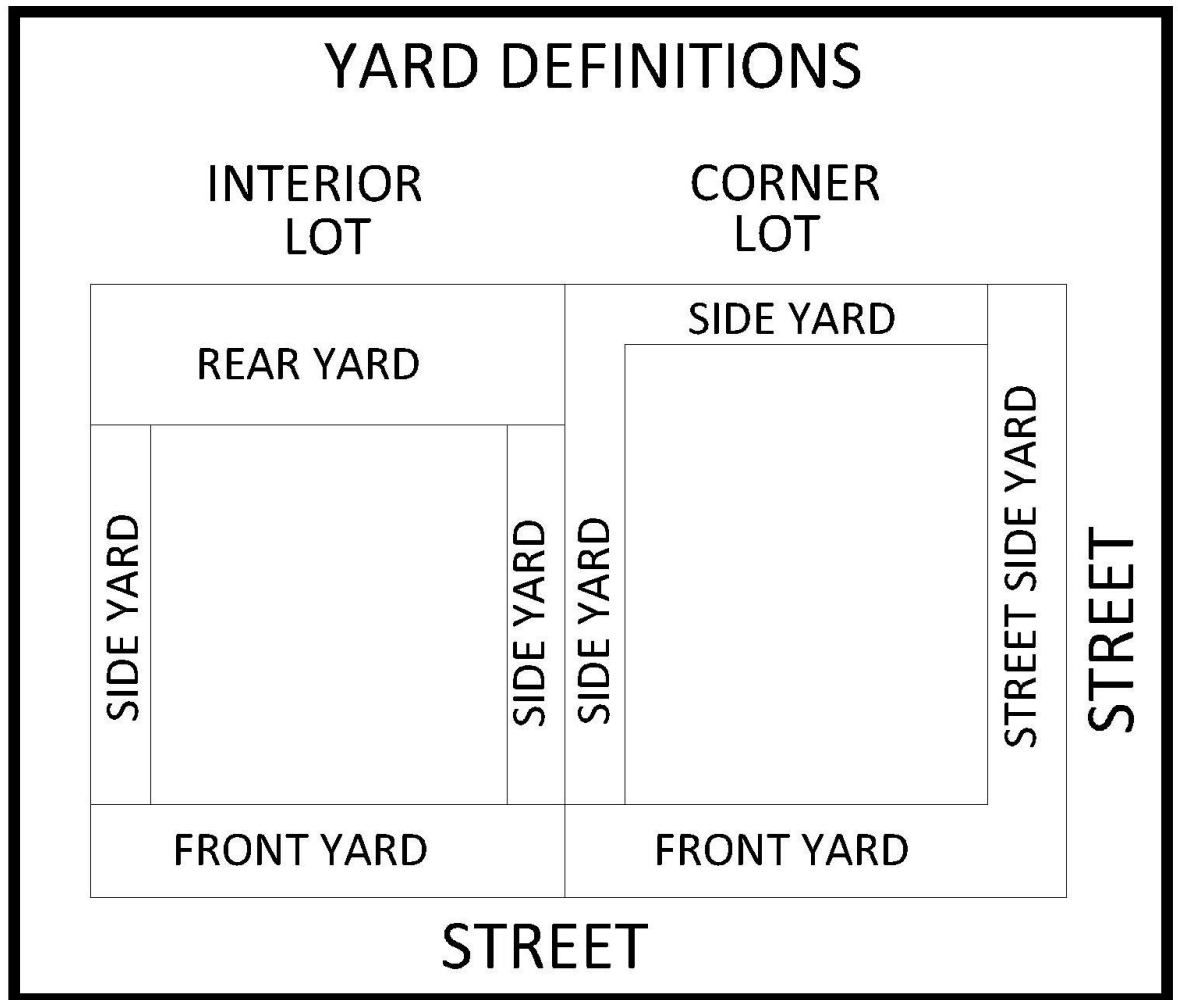 YARD DEFINITIONS
INTERIOR
LOT
CORNER
LOT
REAR YARD
SIDE YARD
SIDE YARD
SIDE YARD
SIDE YARD
STREET SIDE YARD
STREET
FRONT YARD
FRONT YARD
STREET